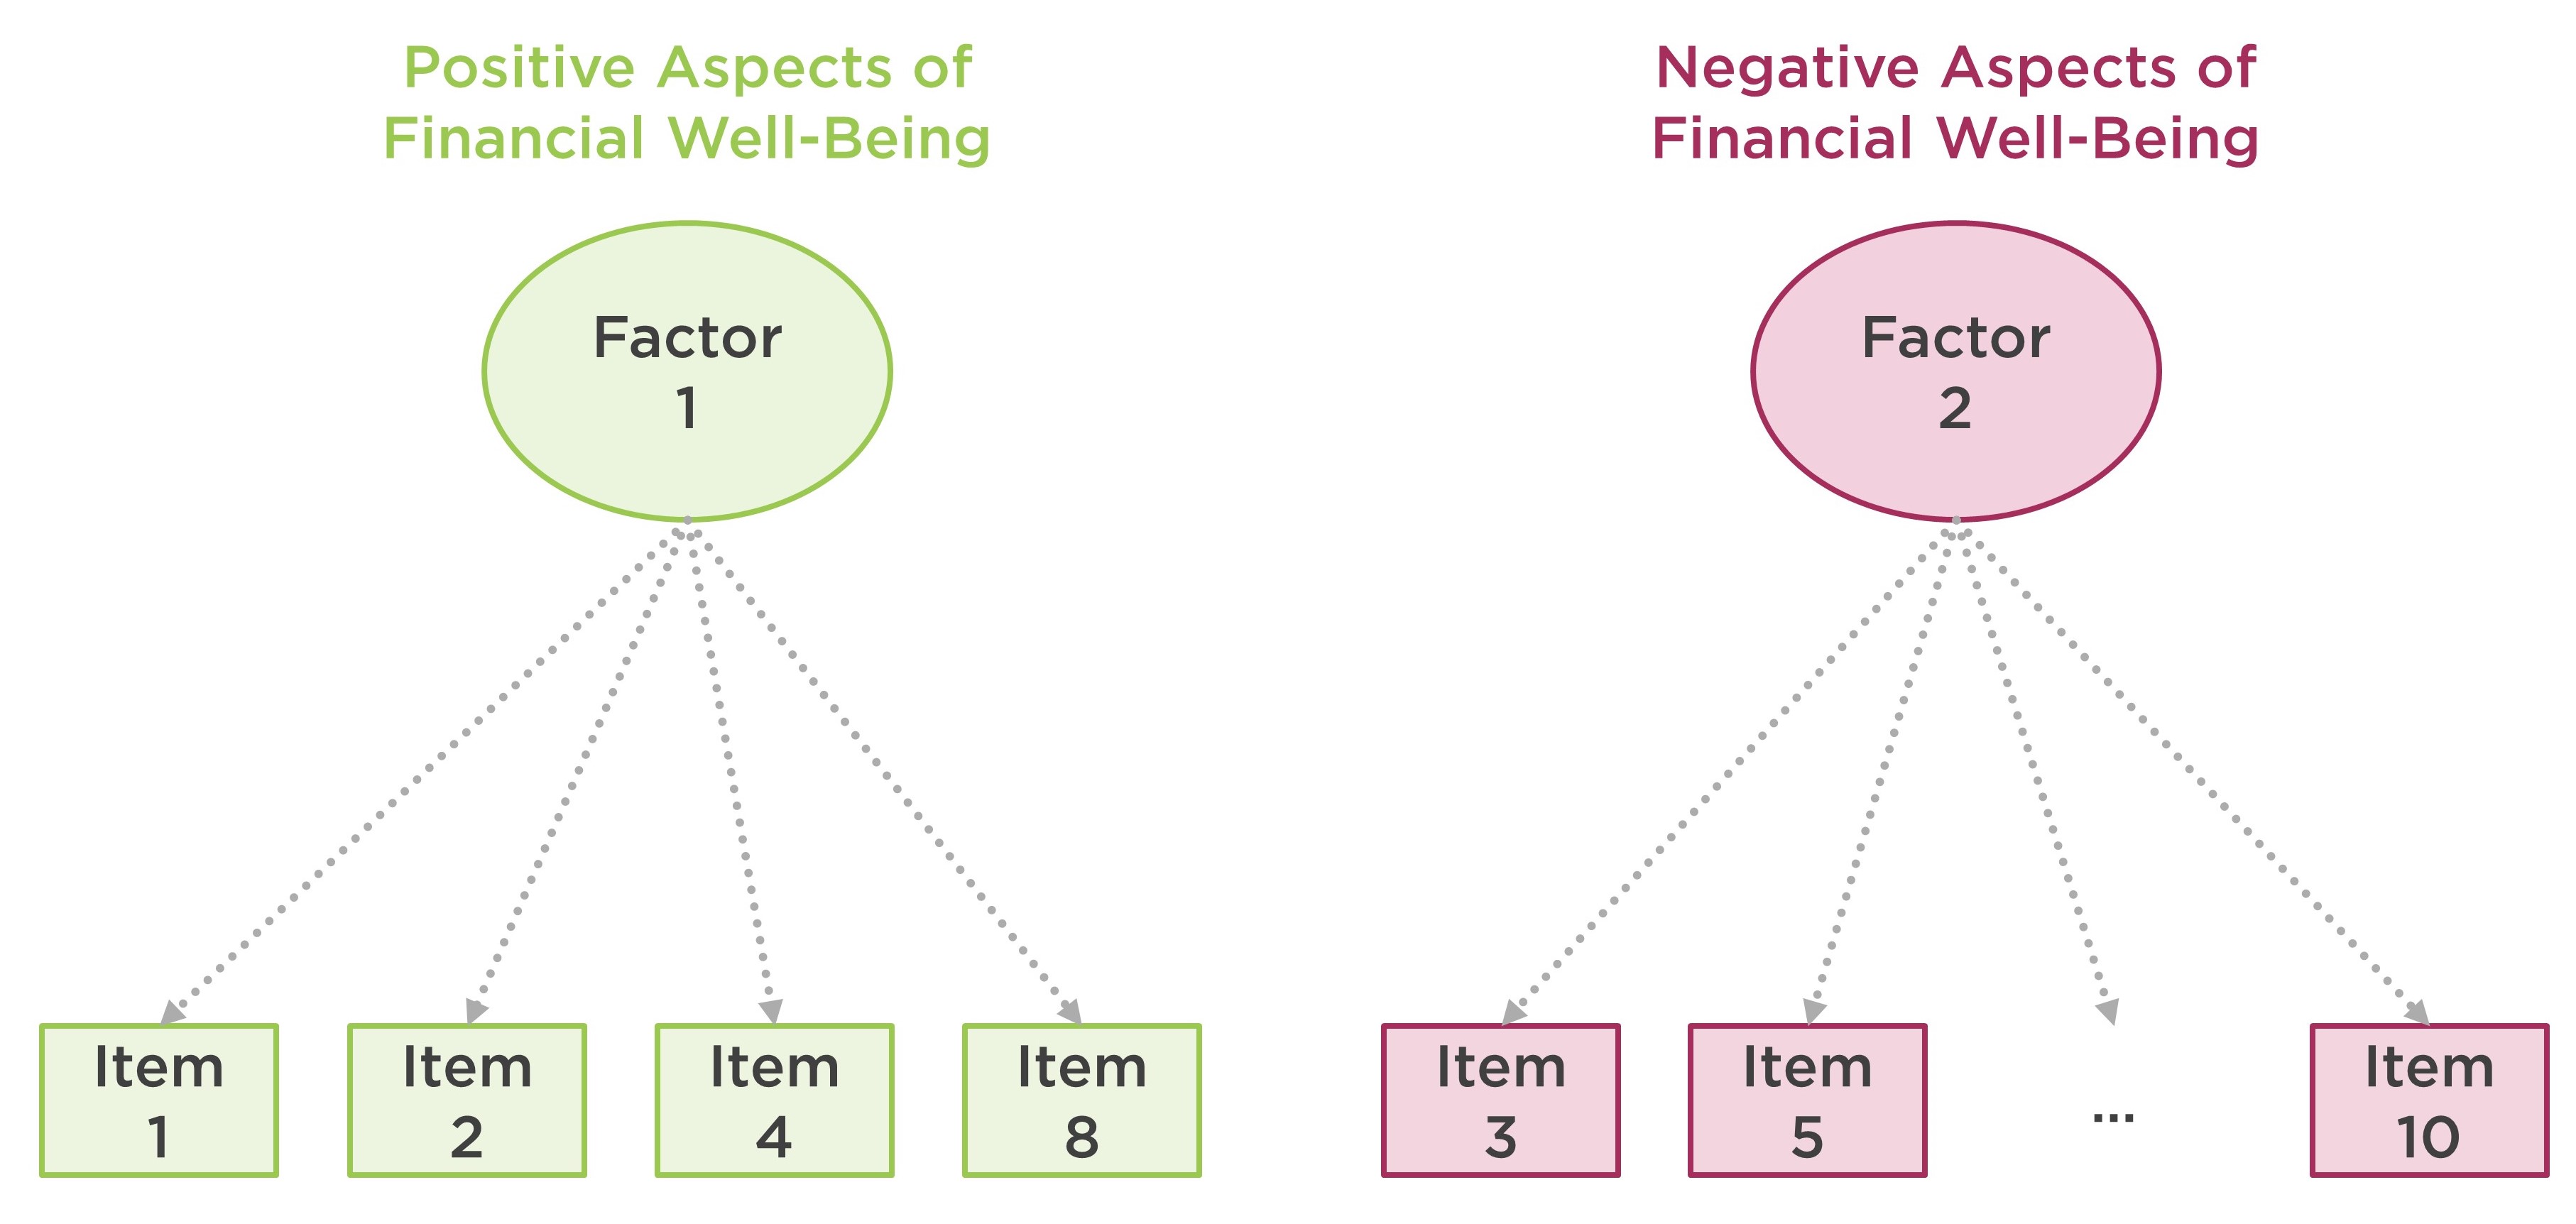 Positive Aspects of
Financial Well-Being
Factor
1
Item
1
Item
2
Item
4
Item
8
Negative Aspects of
Financial Well-Being
Factor
2
Item
3
Item
5
...
Item
10